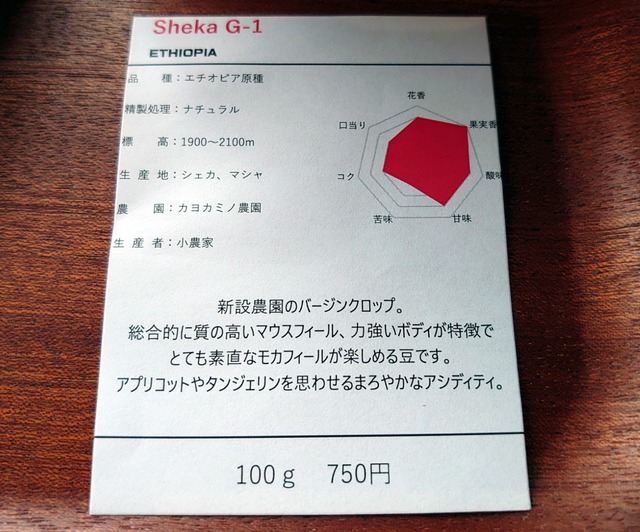 Sheka G-1
ETHIOPIA
品 種：エチオピア原種
精製処理：ナチュラル
標 高：1900～2100m
生 産 地：シェカ、マシャ
農 園：カヨカミノ農園
生 産 者：小農家
花香
果実香
酸味
甘味
苦味
コク
口当り
新設農園のバージンクロップ。
総合的に質の高いマウスフィール、力強いボディが特徴で
とても素直なモカフィールが楽しめる豆です。
アプリコットやタンジェリンを思わせるまろやかなアシディティ。
100ｇ 750円